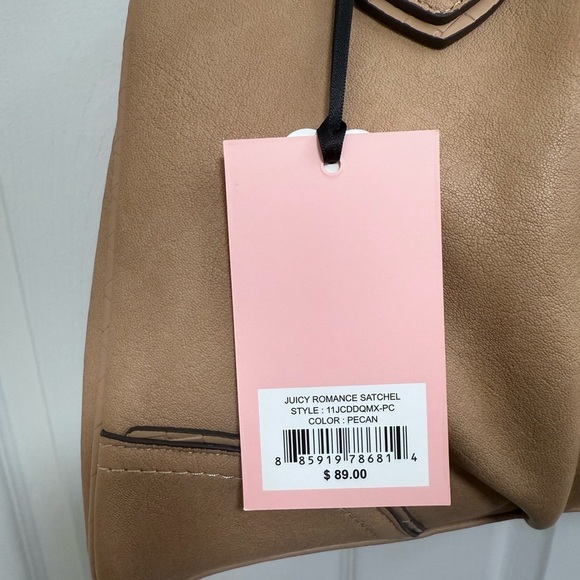 JUICY ROMANCE SATCHEL
STYLE : 11JCDDQMX-PC
COLOR : PECAN
8 85919 78681 4
$ 89.00